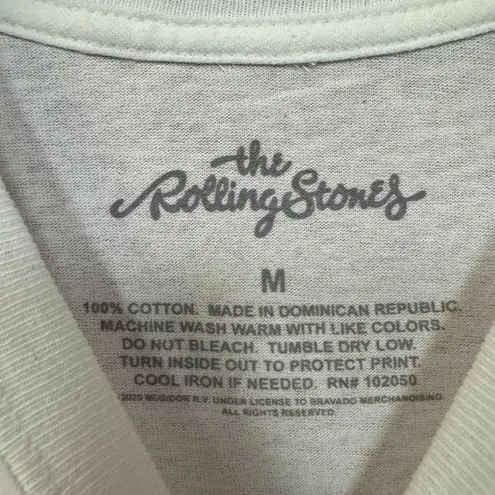 the
Rolling Stones
M
100% COTTON. MADE IN DOMINICAN REPUBLIC.
MACHINE WASH WARM WITH LIKE COLORS.
DO NOT BLEACH. TUMBLE DRY LOW.
TURN INSIDE OUT TO PROTECT PRINT.
COOL IRON IF NEEDED. RN# 102050
2020 MUSIDOR B.V. UNDER LICENSE TO BRAVADO MERCHANDISING.
ALL RIGHTS RESERVED.